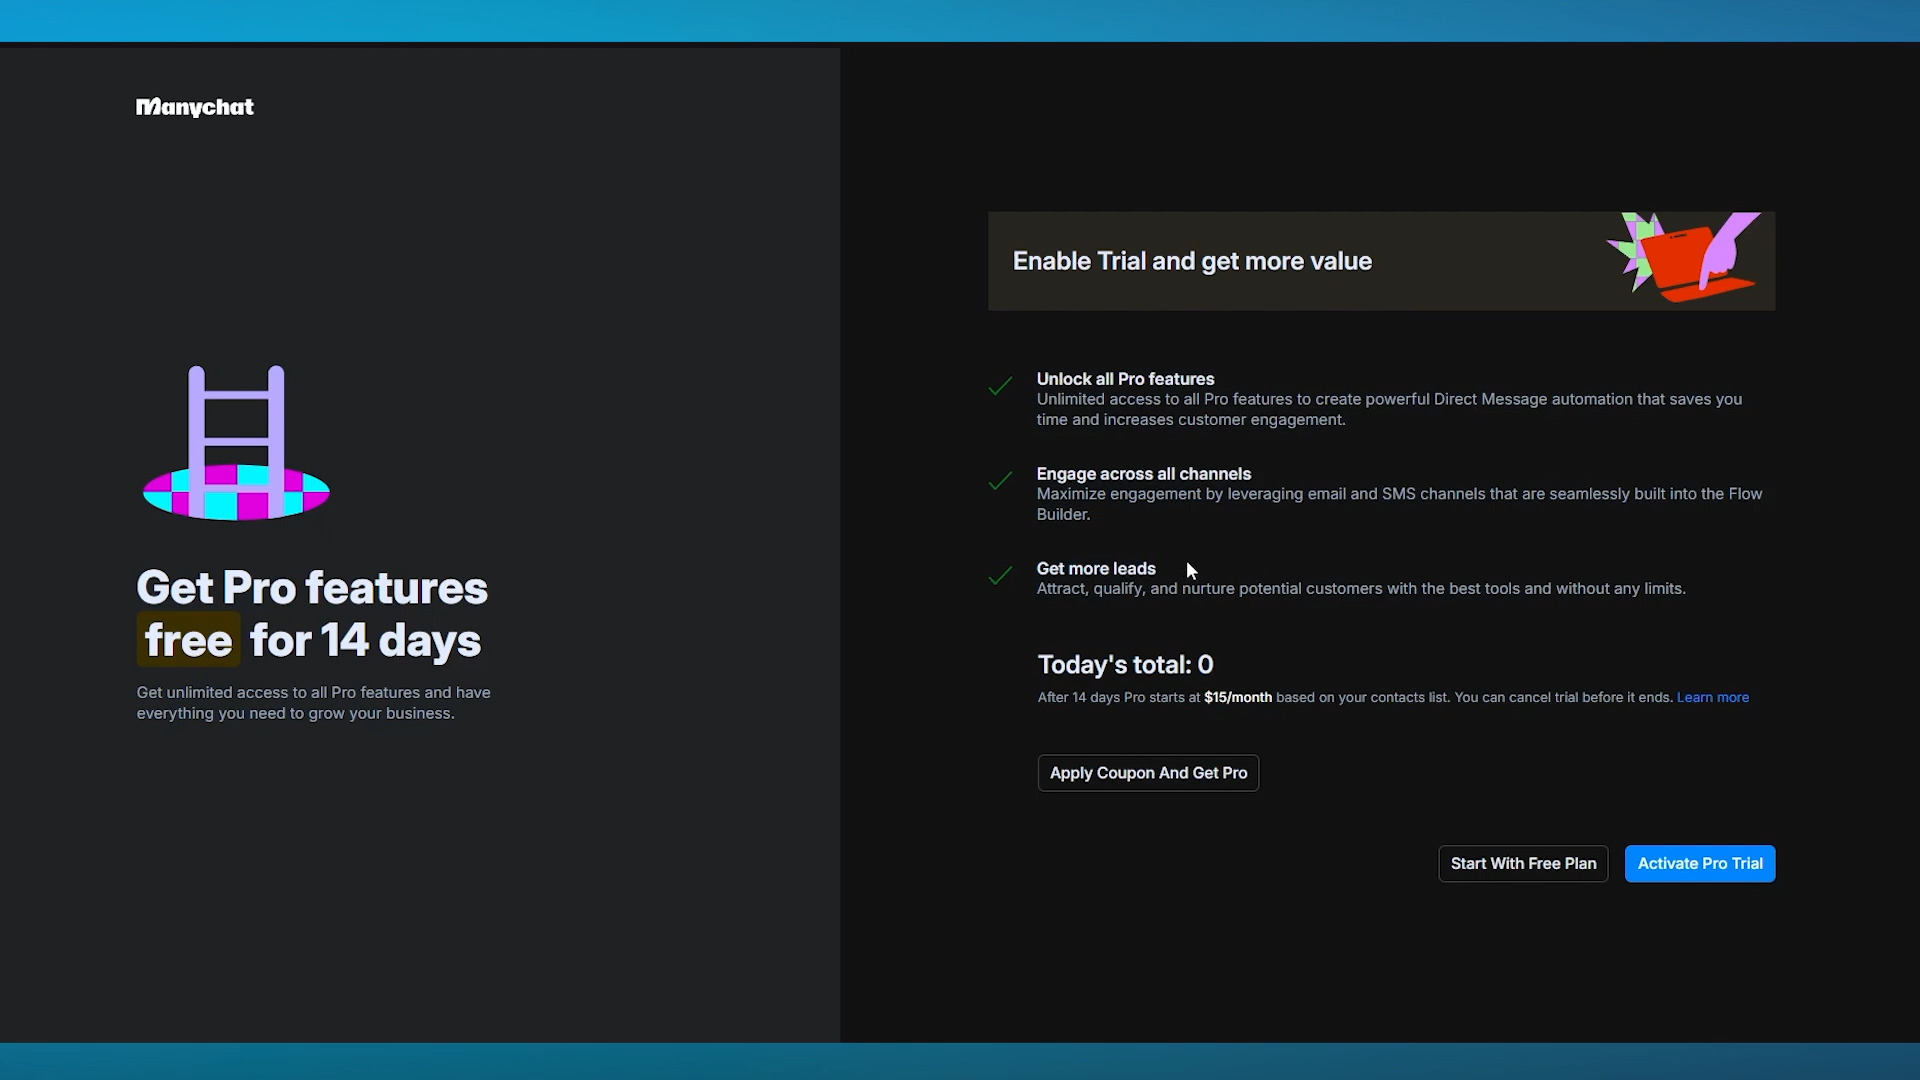 Manychat
Get Pro features
free for 14 days
Get unlimited access to all Pro features and have
everything you need to grow your business.
Enable Trial and get more value
Unlock all Pro features
Unlimited access to all Pro features to create powerful Direct Message automation that saves you
time and increases customer engagement.
Engage across all channels
Maximize engagement by leveraging email and SMS channels that are seamlessly built into the Flow
Builder.
Get more leads
Attract, qualify, and nurture potential customers with the best tools and without any limits.
Today's total: 0
After 14 days Pro starts at $15/month based on your contacts list. You can cancel trial before it ends. Learn more
Apply Coupon And Get Pro
Start With Free Plan
Activate Pro Trial